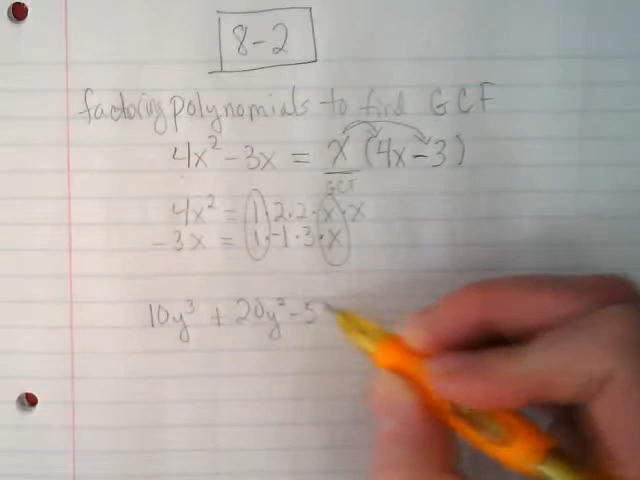 8-2
factoring polynomials to find GCF
4x² - 3x = x (4x - 3)
GCF
4x² = 1·2·2·x·x
-3x = 1·-1·3·x
10y³ + 20y² - 5